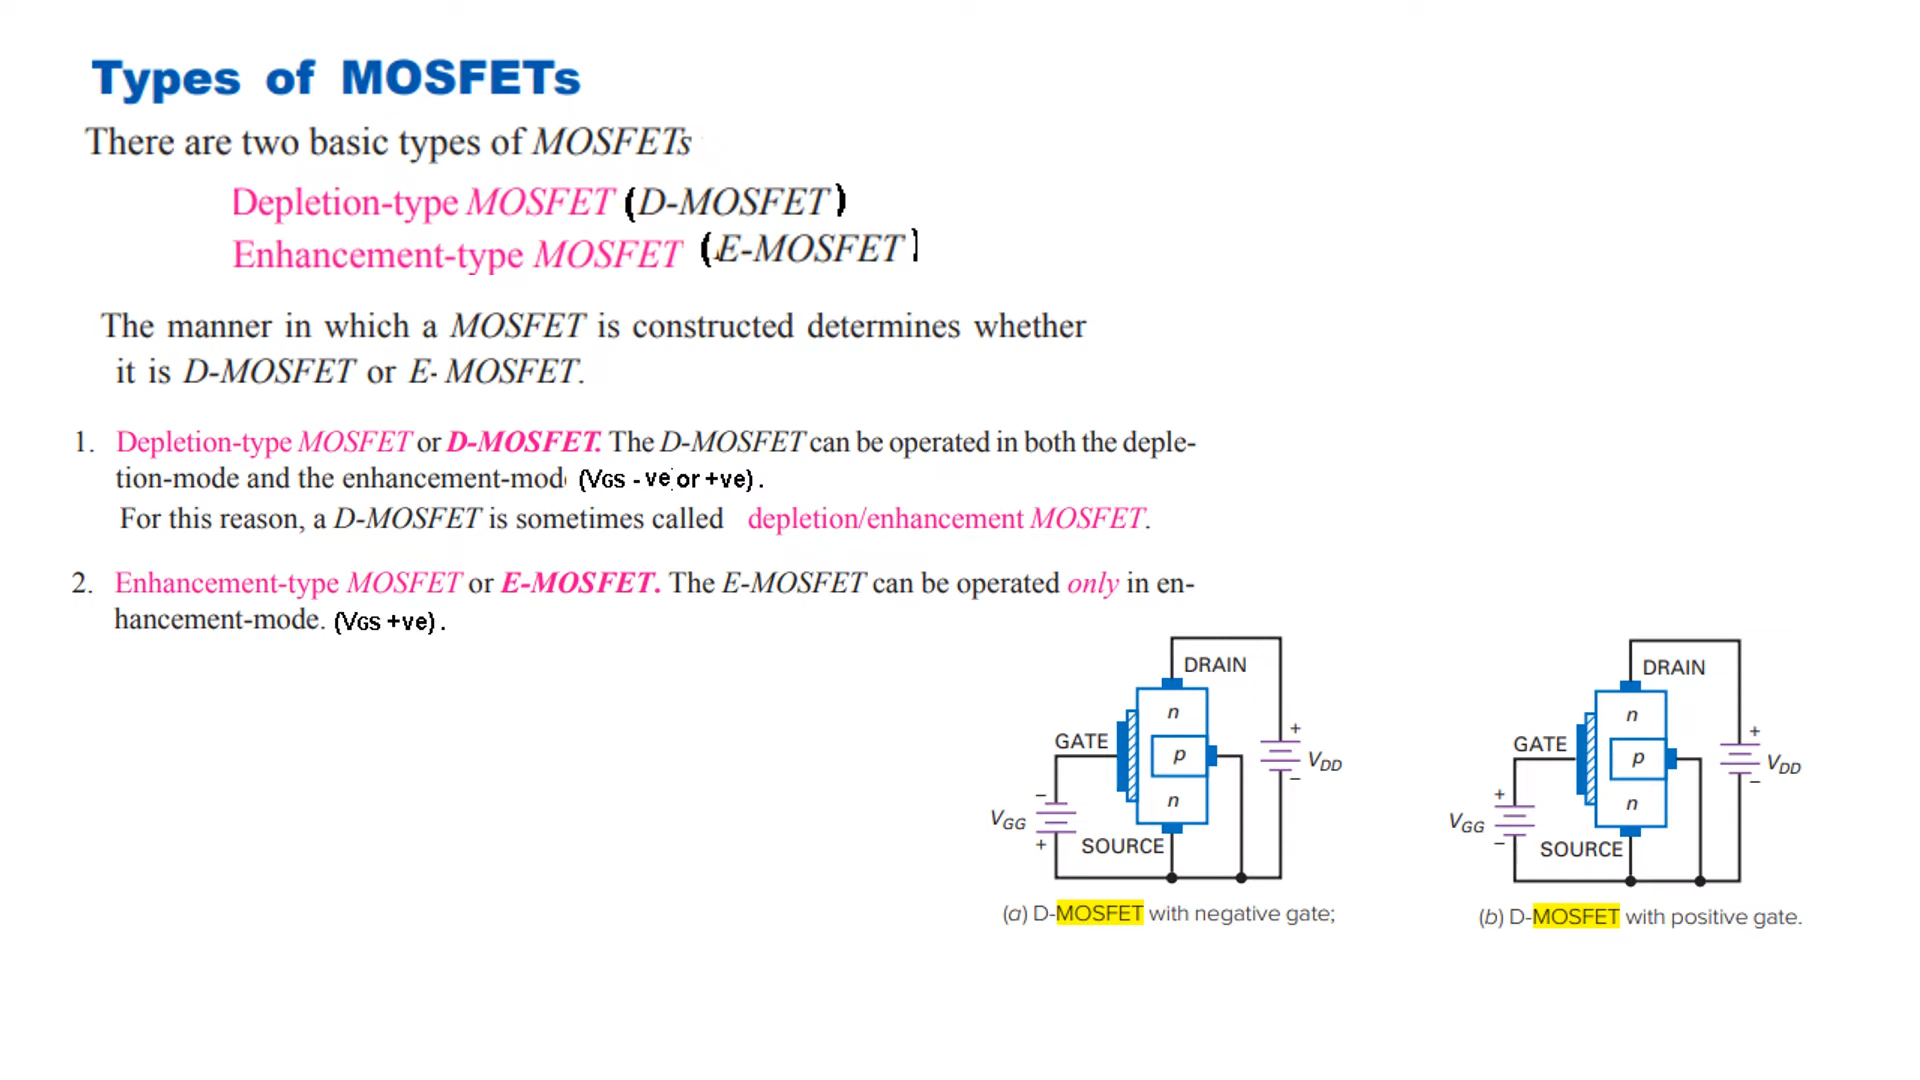 Types of MOSFETs
There are two basic types of MOSFETs
Depletion-type MOSFET (D-MOSFET)
Enhancement-type MOSFET (E-MOSFET)
The manner in which a MOSFET is constructed determines whether
it is D-MOSFET or E- MOSFET.
1. Depletion-type MOSFET or D-MOSFET. The D-MOSFET can be operated in both the deple-
tion-mode and the enhancement-mod (VGS -ve or +ve) .
For this reason, a D-MOSFET is sometimes called depletion/enhancement MOSFET.
2. Enhancement-type MOSFET or E-MOSFET. The E-MOSFET can be operated only in en-
hancement-mode. (VGS +ve) .
DRAIN
n
GATE
p
+
VDD
−
n
−
VGG
+
SOURCE
(a) D-MOSFET with negative gate;
DRAIN
n
GATE
p
+
VDD
−
n
+
VGG
−
SOURCE
(b) D-MOSFET with positive gate.